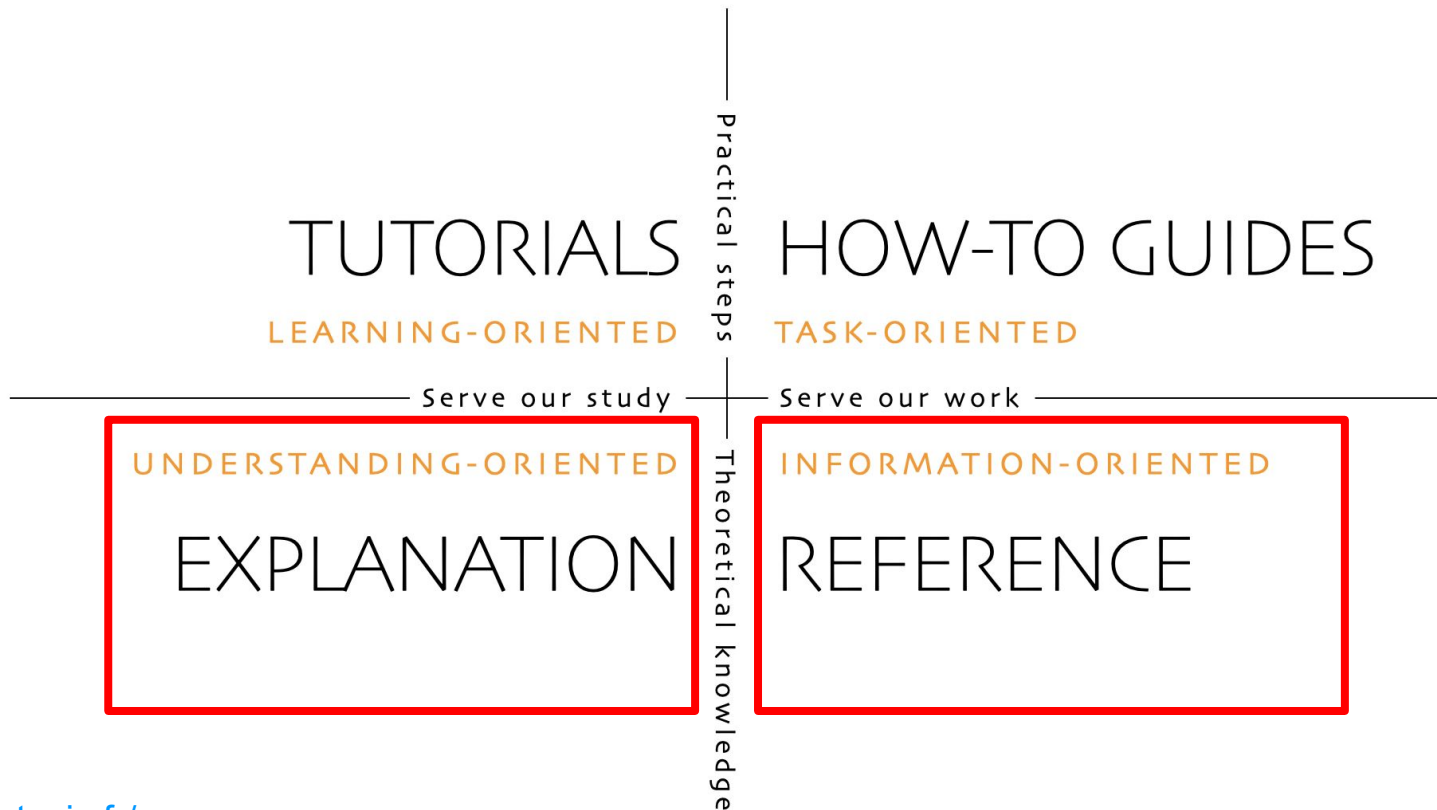 Practical steps
TUTORIALS
HOW-TO GUIDES
LEARNING-ORIENTED
TASK-ORIENTED
Serve our study
Serve our work
UNDERSTANDING-ORIENTED
INFORMATION-ORIENTED
Theoretical knowledge
EXPLANATION
REFERENCE